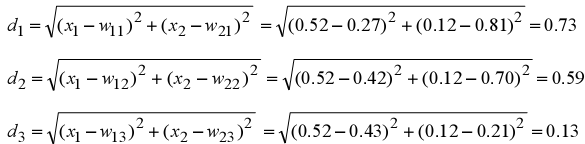 d₁ = √((x₁ − w₁₁)² + (x₂ − w₂₁)²) = √((0.52 − 0.27)² + (0.12 − 0.81)²) = 0.73
d₂ = √((x₁ − w₁₂)² + (x₂ − w₂₂)²) = √((0.52 − 0.42)² + (0.12 − 0.70)²) = 0.59
d₃ = √((x₁ − w₁₃)² + (x₂ − w₂₃)²) = √((0.52 − 0.43)² + (0.12 − 0.21)²) = 0.13